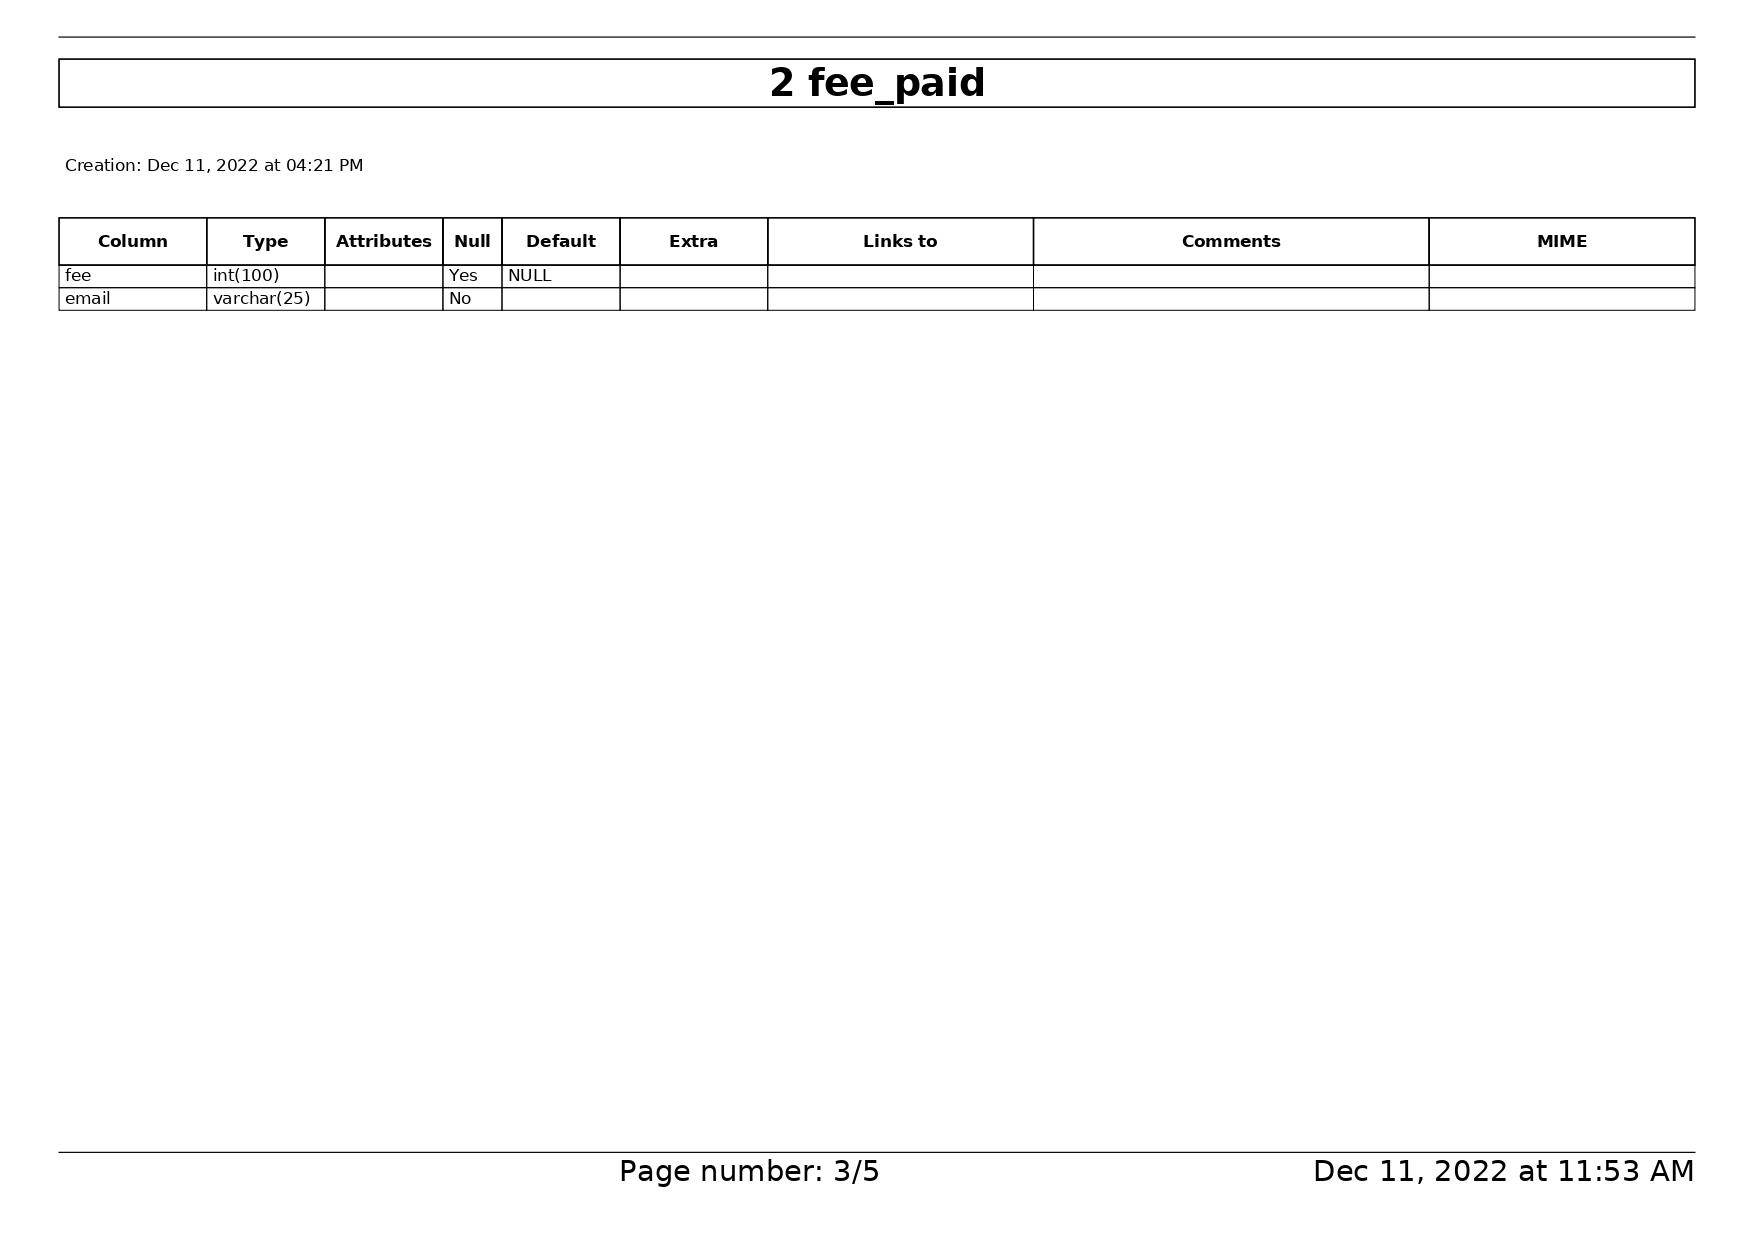 2 fee_paid
Creation: Dec 11, 2022 at 04:21 PM
Column Type Attributes Null Default Extra Links to Comments MIME
fee int(100) Yes NULL
email varchar(25) No
Page number: 3/5 Dec 11, 2022 at 11:53 AM